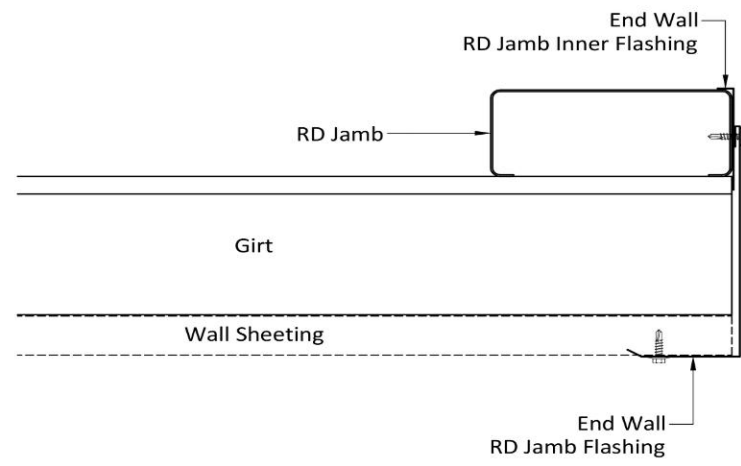 End Wall
RD Jamb Inner Flashing
RD Jamb
Girt
Wall Sheeting
End Wall
RD Jamb Flashing